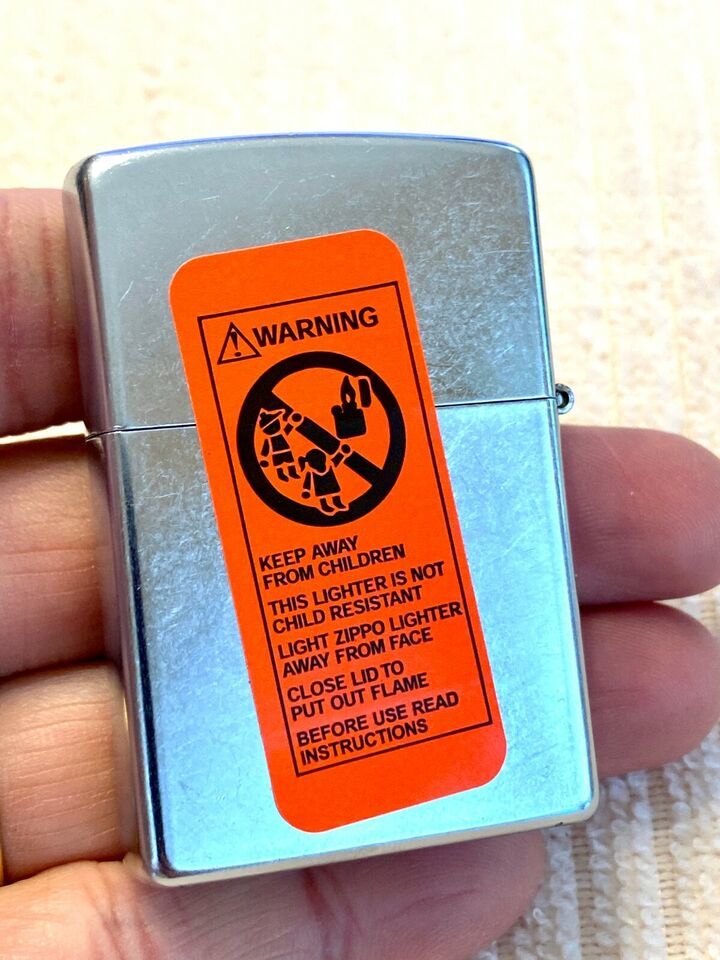 WARNING
KEEP AWAY
FROM CHILDREN
THIS LIGHTER IS NOT
CHILD RESISTANT
LIGHT ZIPPO LIGHTER
AWAY FROM FACE
CLOSE LID TO
PUT OUT FLAME
BEFORE USE READ
INSTRUCTIONS